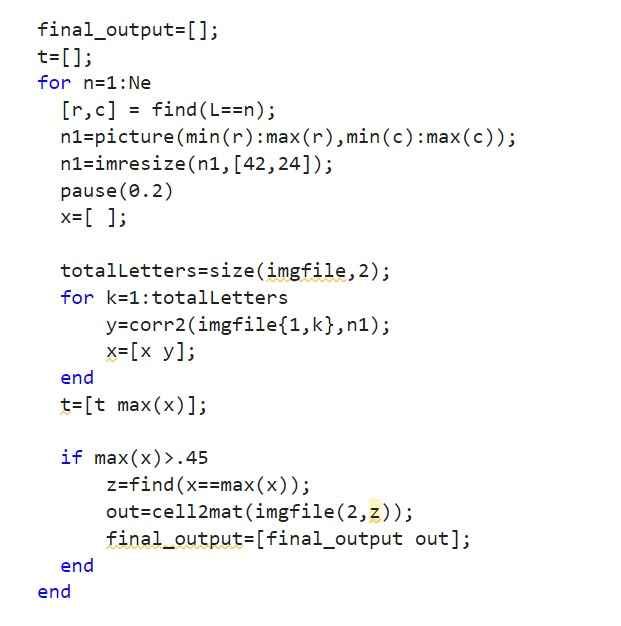 final_output=[];
t=[];
for n=1:Ne
  [r,c] = find(L==n);
  n1=picture(min(r):max(r),min(c):max(c));
  n1=imresize(n1,[42,24]);
  pause(0.2)
  x=[ ];

  totalLetters=size(imgfile,2);
  for k=1:totalLetters
      y=corr2(imgfile{1,k},n1);
      x=[x y];
  end
  t=[t max(x)];

  if max(x)>.45
      z=find(x==max(x));
      out=cell2mat(imgfile(2,z));
      final_output=[final_output out];
  end
end